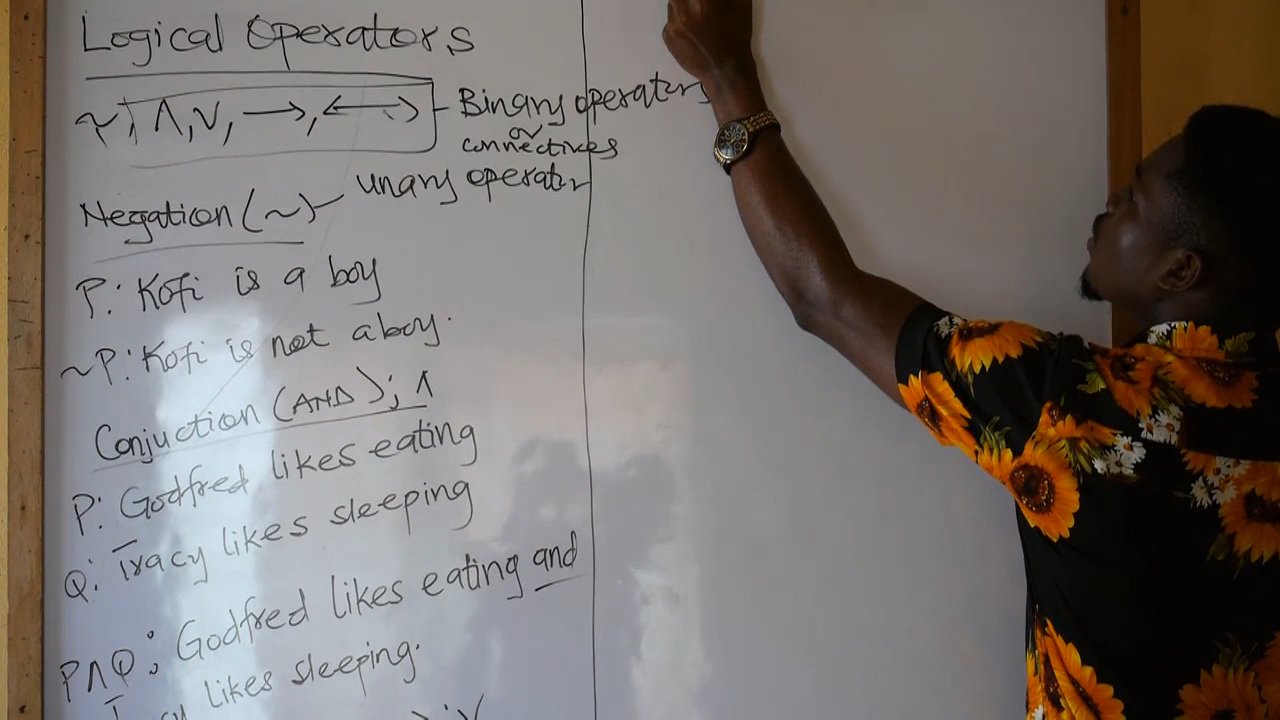 Logical Operators
~, Λ, V, →, ↔ - Binary operators
or
connectives
Negation (~) - unary operator
P: Kofi is a boy
~P: Kofi is not a boy.
Conjuction (AND); Λ
P: Godfred likes eating
Q: Tracy likes sleeping
PΛQ: Godfred likes eating and
likes sleeping.